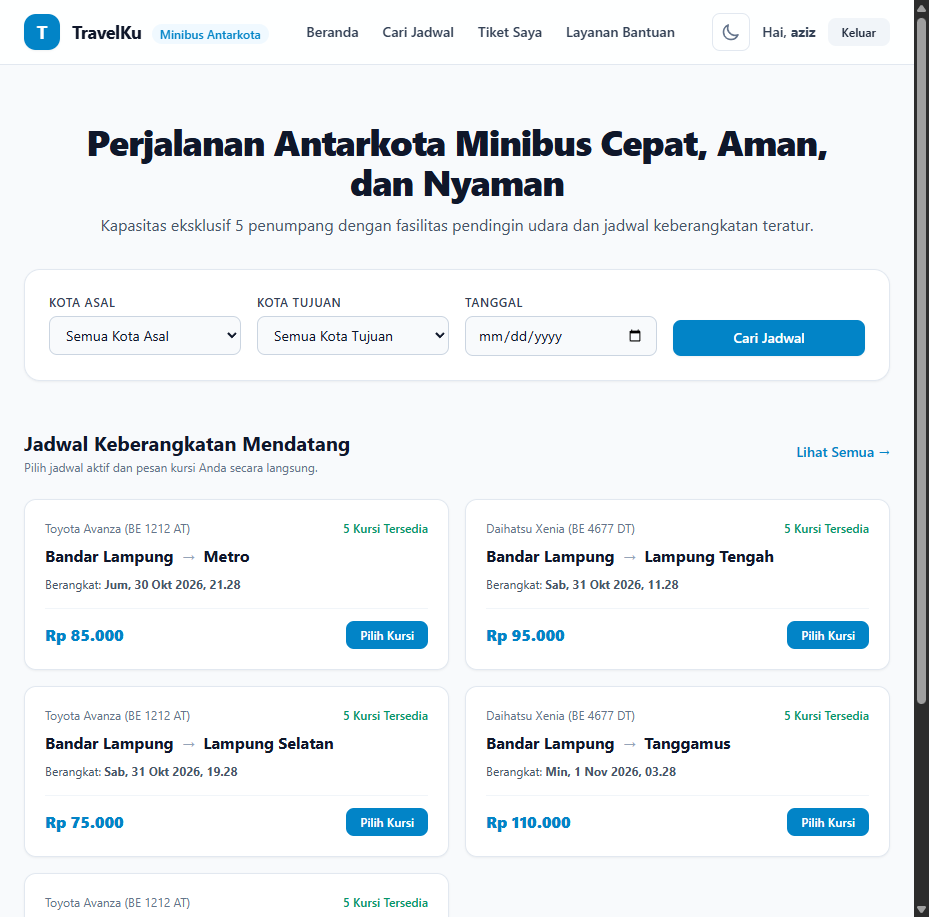 T TravelKu Minibus Antarkota Beranda Cari Jadwal Tiket Saya Layanan Bantuan Hai, aziz Keluar
Perjalanan Antarkota Minibus Cepat, Aman,
dan Nyaman
Kapasitas eksklusif 5 penumpang dengan fasilitas pendingin udara dan jadwal keberangkatan teratur.
KOTA ASAL KOTA TUJUAN TANGGAL
Semua Kota Asal Semua Kota Tujuan mm/dd/yyyy Cari Jadwal
Jadwal Keberangkatan Mendatang
Pilih jadwal aktif dan pesan kursi Anda secara langsung.
Lihat Semua →
Toyota Avanza (BE 1212 AT) 5 Kursi Tersedia
Bandar Lampung → Metro
Berangkat: Jum, 30 Okt 2026, 21.28
Rp 85.000 Pilih Kursi
Daihatsu Xenia (BE 4677 DT) 5 Kursi Tersedia
Bandar Lampung → Lampung Tengah
Berangkat: Sab, 31 Okt 2026, 11.28
Rp 95.000 Pilih Kursi
Toyota Avanza (BE 1212 AT) 5 Kursi Tersedia
Bandar Lampung → Lampung Selatan
Berangkat: Sab, 31 Okt 2026, 19.28
Rp 75.000 Pilih Kursi
Daihatsu Xenia (BE 4677 DT) 5 Kursi Tersedia
Bandar Lampung → Tanggamus
Berangkat: Min, 1 Nov 2026, 03.28
Rp 110.000 Pilih Kursi
Toyota Avanza (BE 1212 AT) 5 Kursi Tersedia